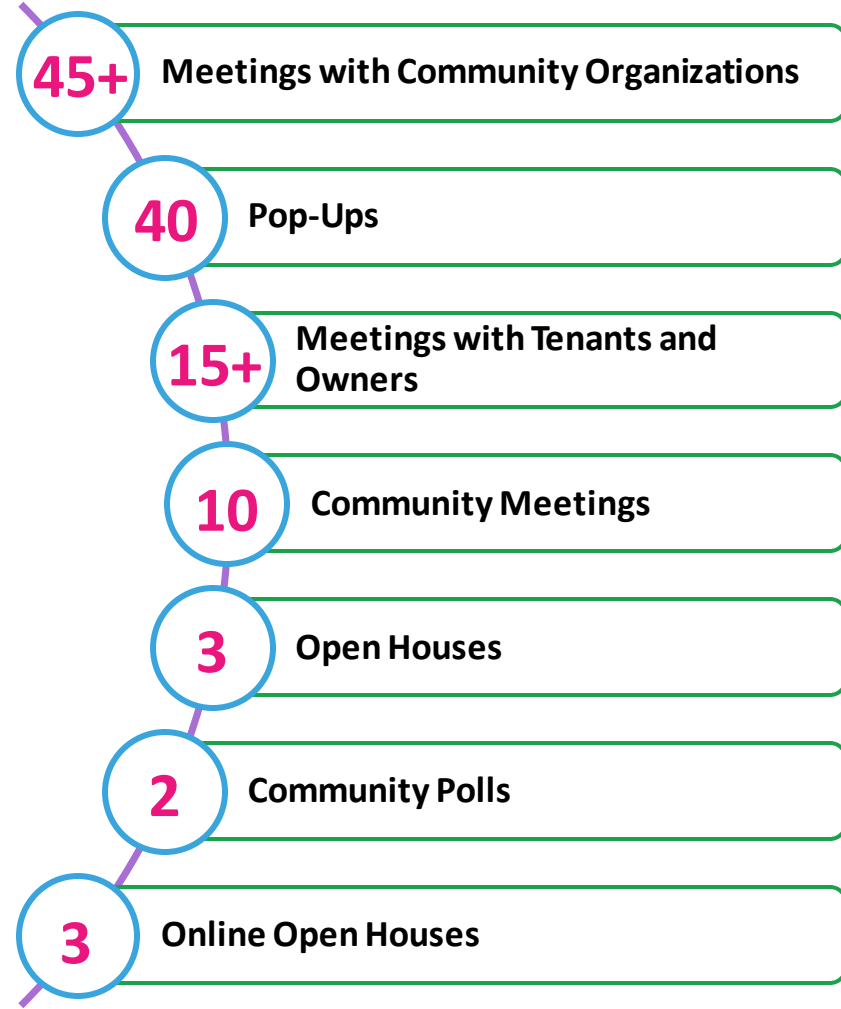 45+
Meetings with Community Organizations
40
Pop-Ups
15+
Meetings with Tenants and
Owners
10
Community Meetings
3
Open Houses
2
Community Polls
3
Online Open Houses